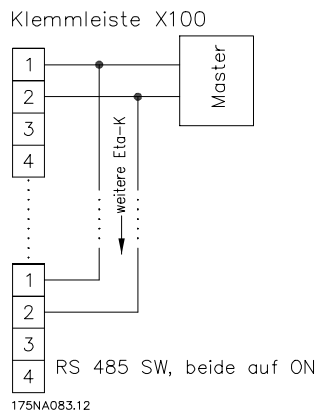 Klemmleiste X100
1
2
3
4
Master
weitere Eta-K
1
2
3
4
RS 485 SW, beide auf ON
175NA083.12